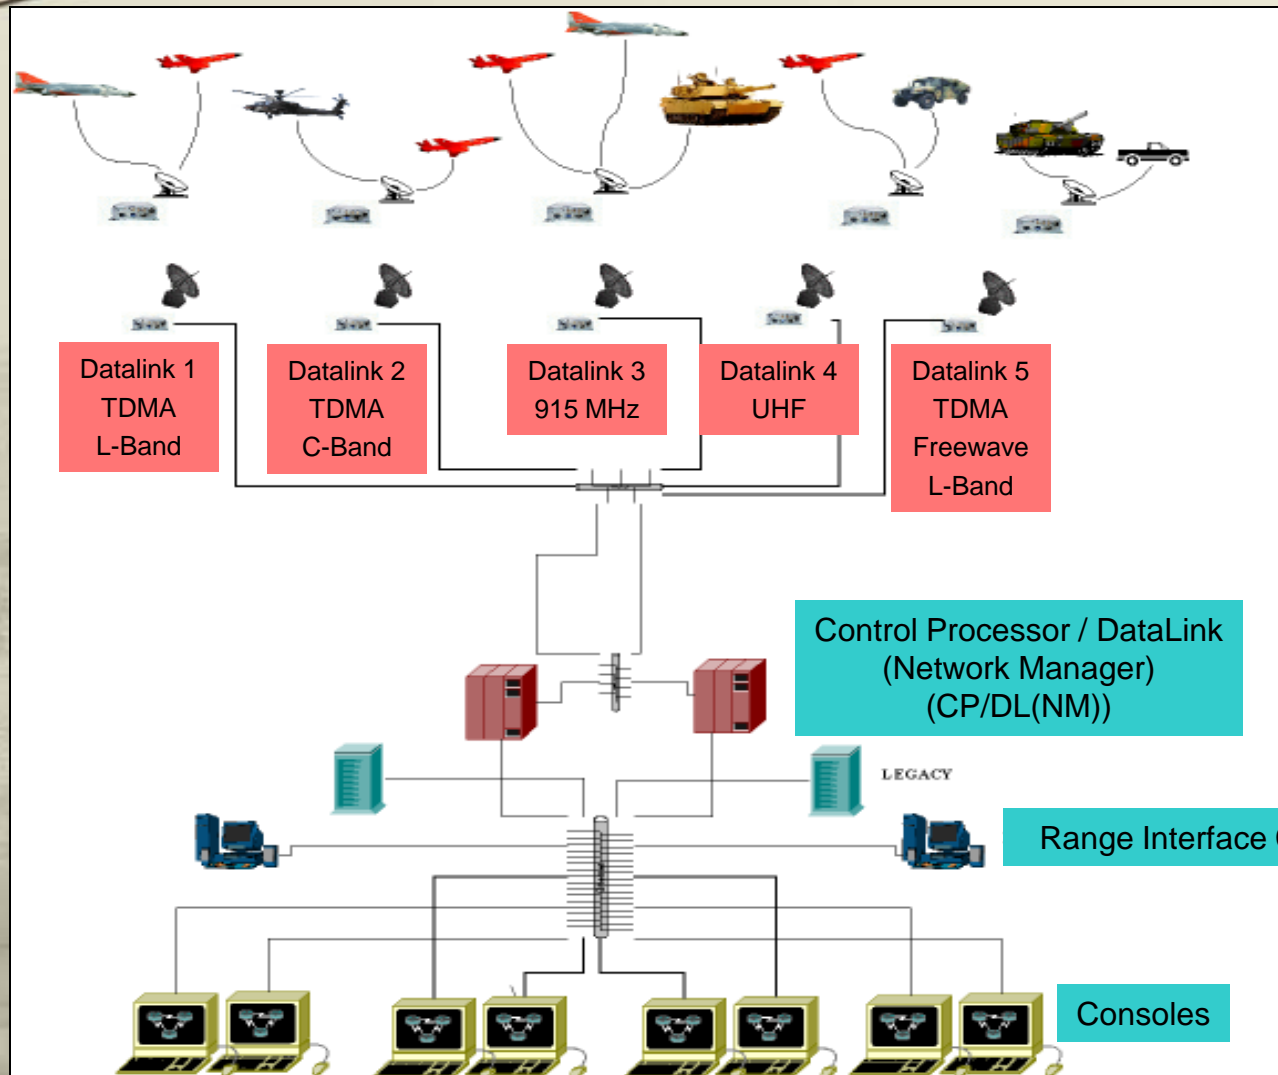 Datalink 1
TDMA
L-Band
Datalink 2
TDMA
C-Band
Datalink 3
915 MHz
Datalink 4
UHF
Datalink 5
TDMA
Freewave
L-Band
Control Processor / DataLink
(Network Manager)
(CP/DL(NM))
LEGACY
Range Interface
Consoles